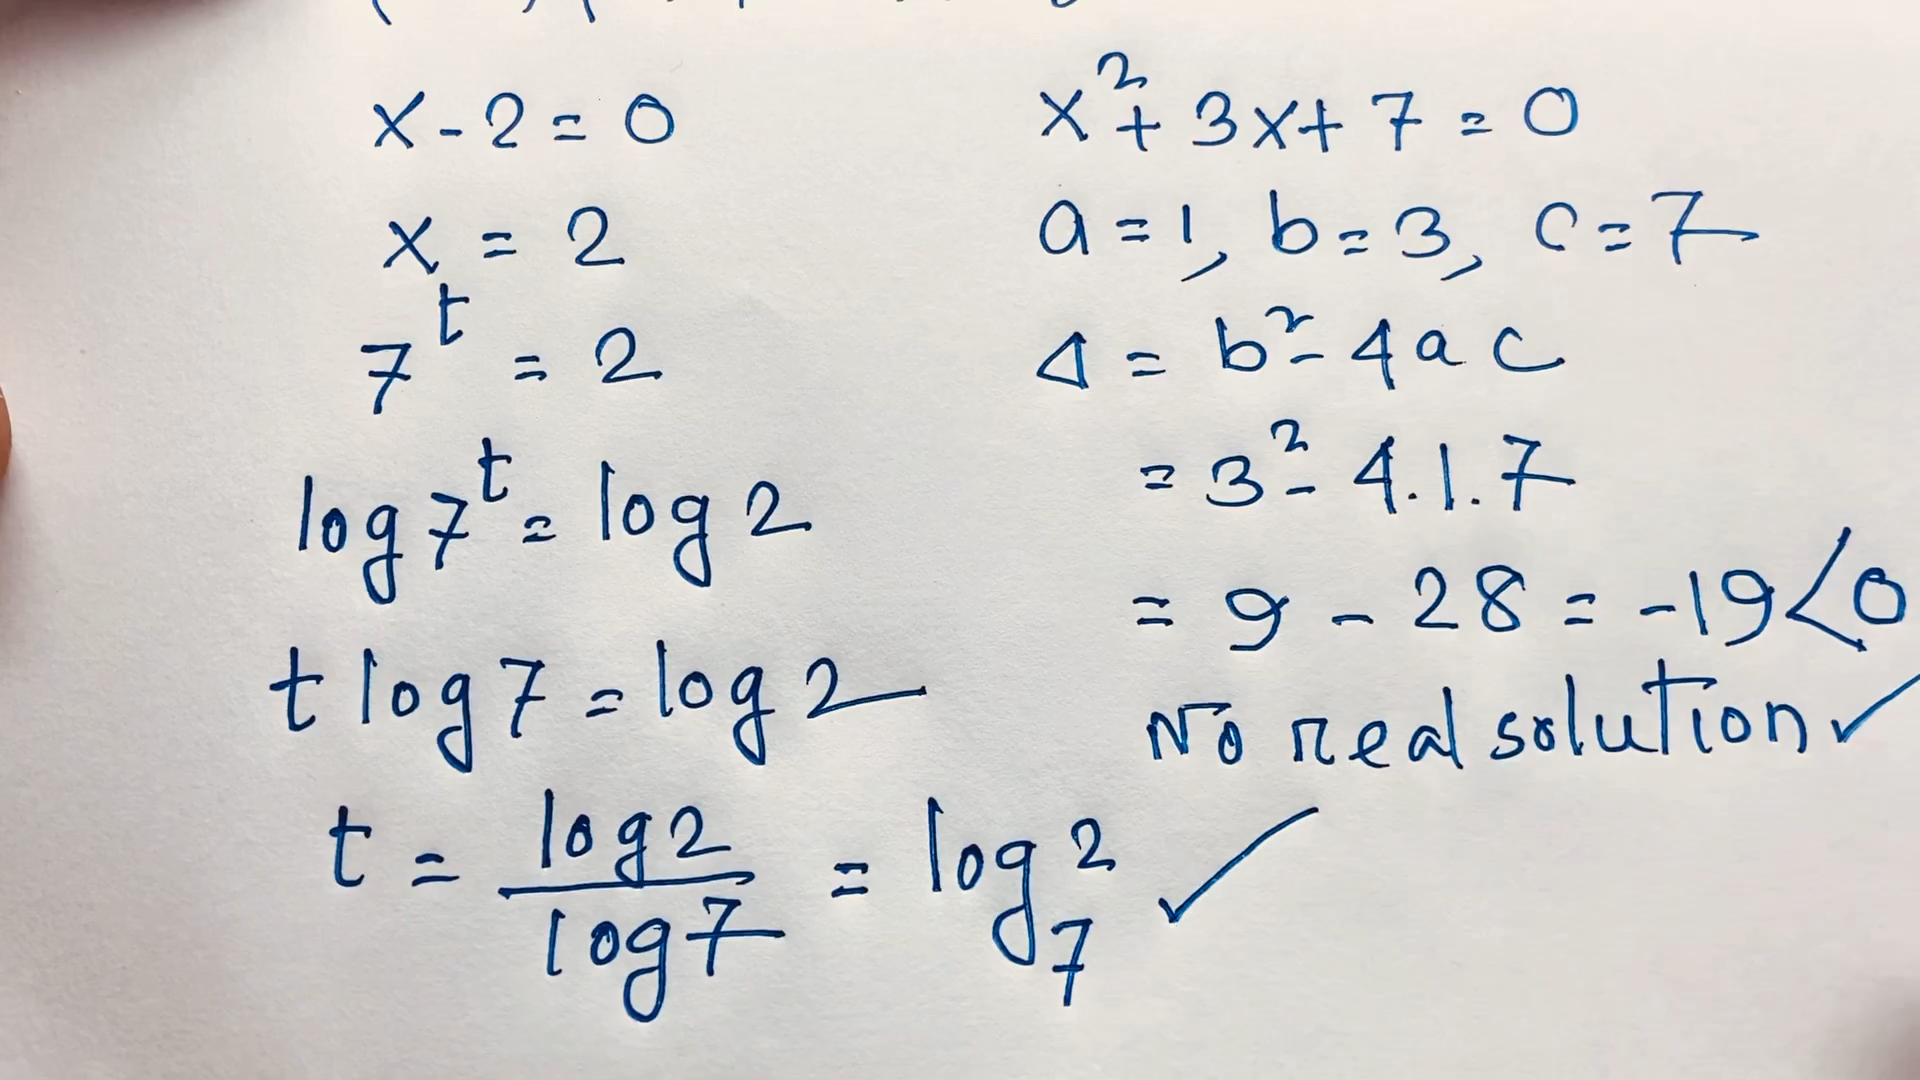 x - 2 = 0
x = 2
7^t = 2
log 7^t = log 2
t log 7 = log 2
t = log 2 / log 7 = log_7 2 ✓
x² + 3x + 7 = 0
a = 1, b = 3, c = 7
Δ = b² - 4ac
= 3² - 4.1.7
= 9 - 28 = -19 < 0
No real solution ✓